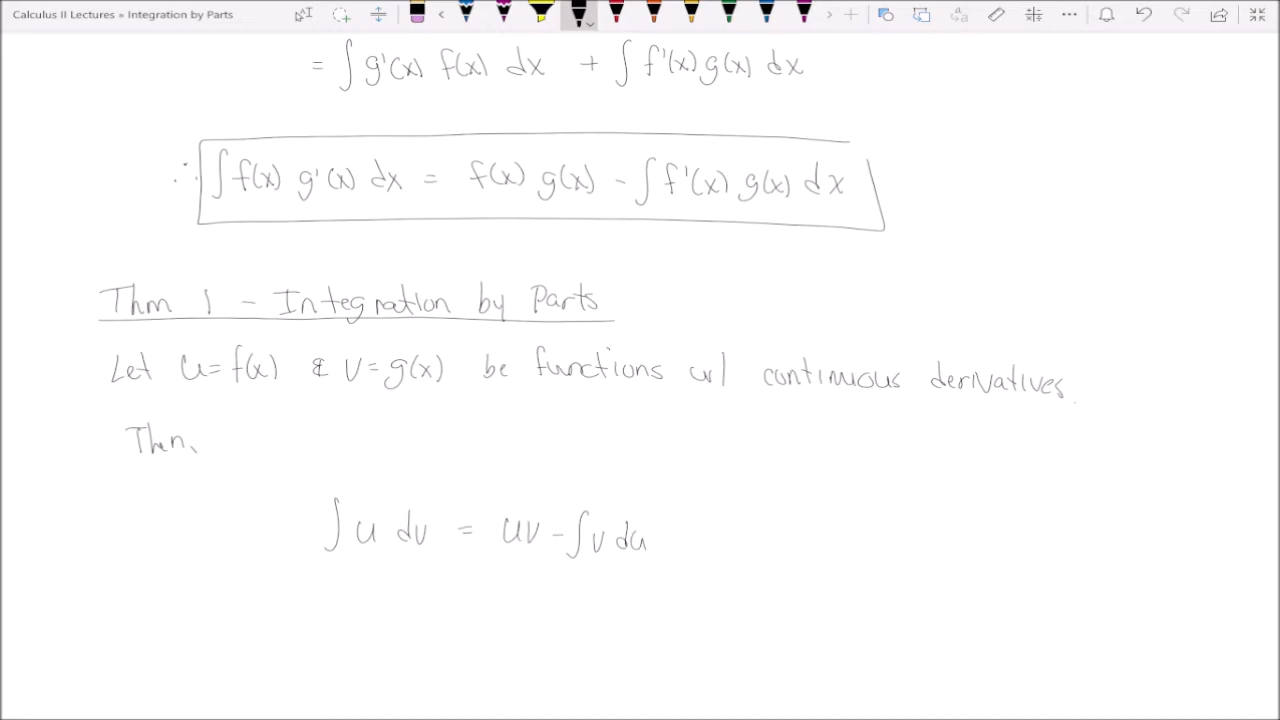 Calculus II Lectures » Integration by Parts
= ∫ g'(x) f(x) dx + ∫ f'(x) g(x) dx
∴ ∫ f(x) g'(x) dx = f(x) g(x) - ∫ f'(x) g(x) dx
Thm 1 - Integration by Parts
Let u = f(x) & v = g(x) be functions w/ continuous derivatives.
Then,
∫ u dv = uv - ∫ v du